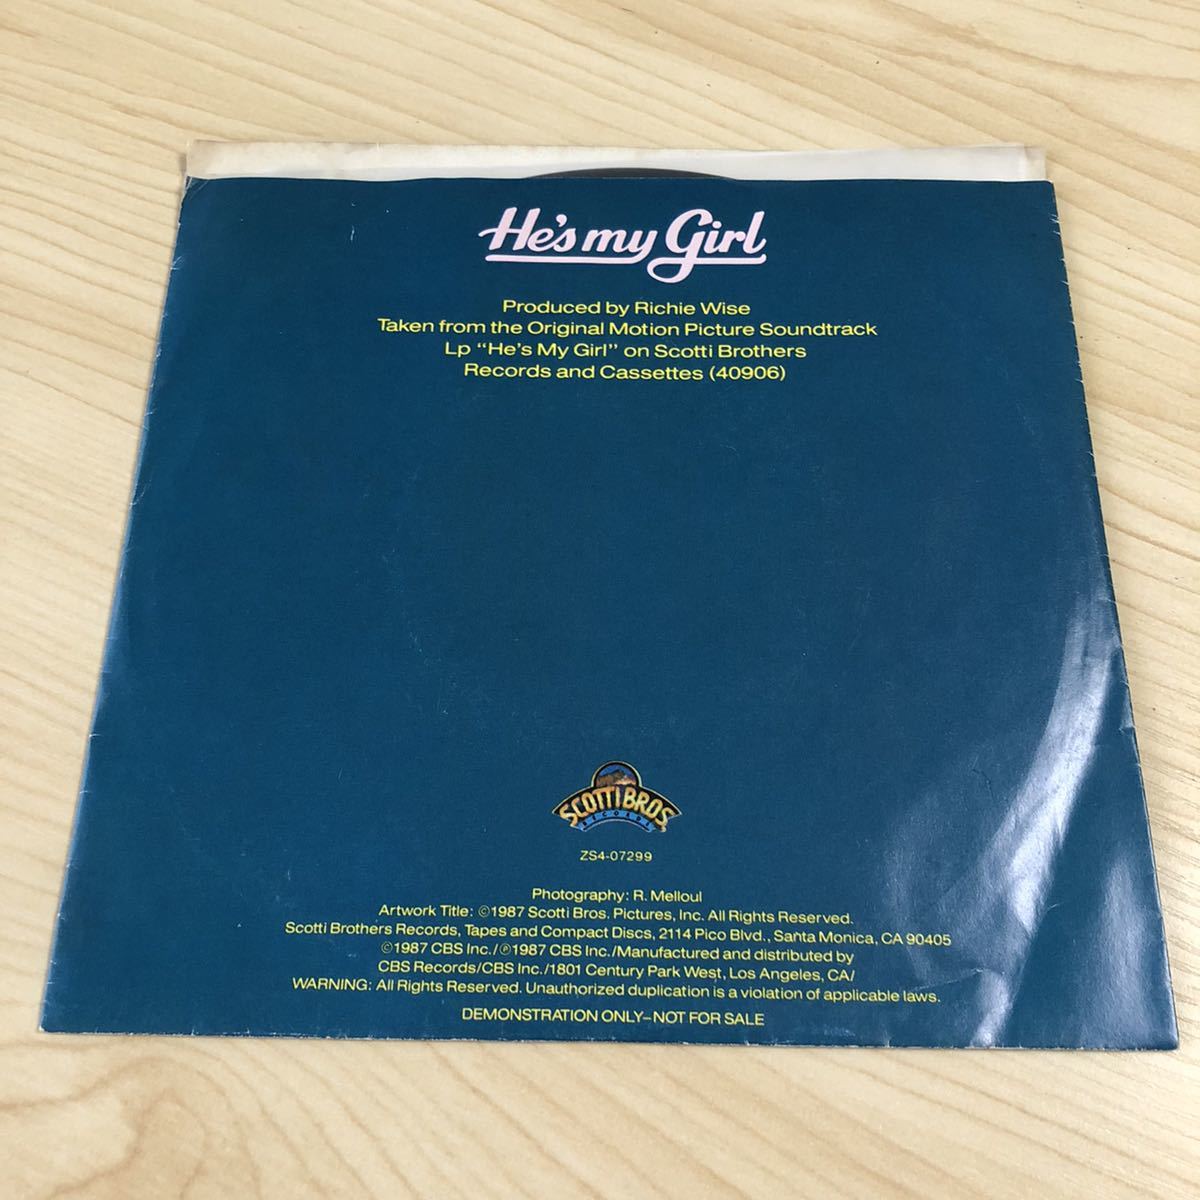 He's my Girl
Produced by Richie Wise
Taken from the Original Motion Picture Soundtrack
Lp “He's My Girl” on Scotti Brothers
Records and Cassettes (40906)
SCOTTI BROS.
RECORDS
ZS4-07299
Photography: R. Melloul
Artwork Title: ©1987 Scotti Bros. Pictures, Inc. All Rights Reserved.
Scotti Brothers Records, Tapes and Compact Discs, 2114 Pico Blvd., Santa Monica, CA 90405
©1987 CBS Inc./℗1987 CBS Inc./Manufactured and distributed by
CBS Records/CBS Inc./1801 Century Park West, Los Angeles, CA/
WARNING: All Rights Reserved. Unauthorized duplication is a violation of applicable laws.
DEMONSTRATION ONLY–NOT FOR SALE